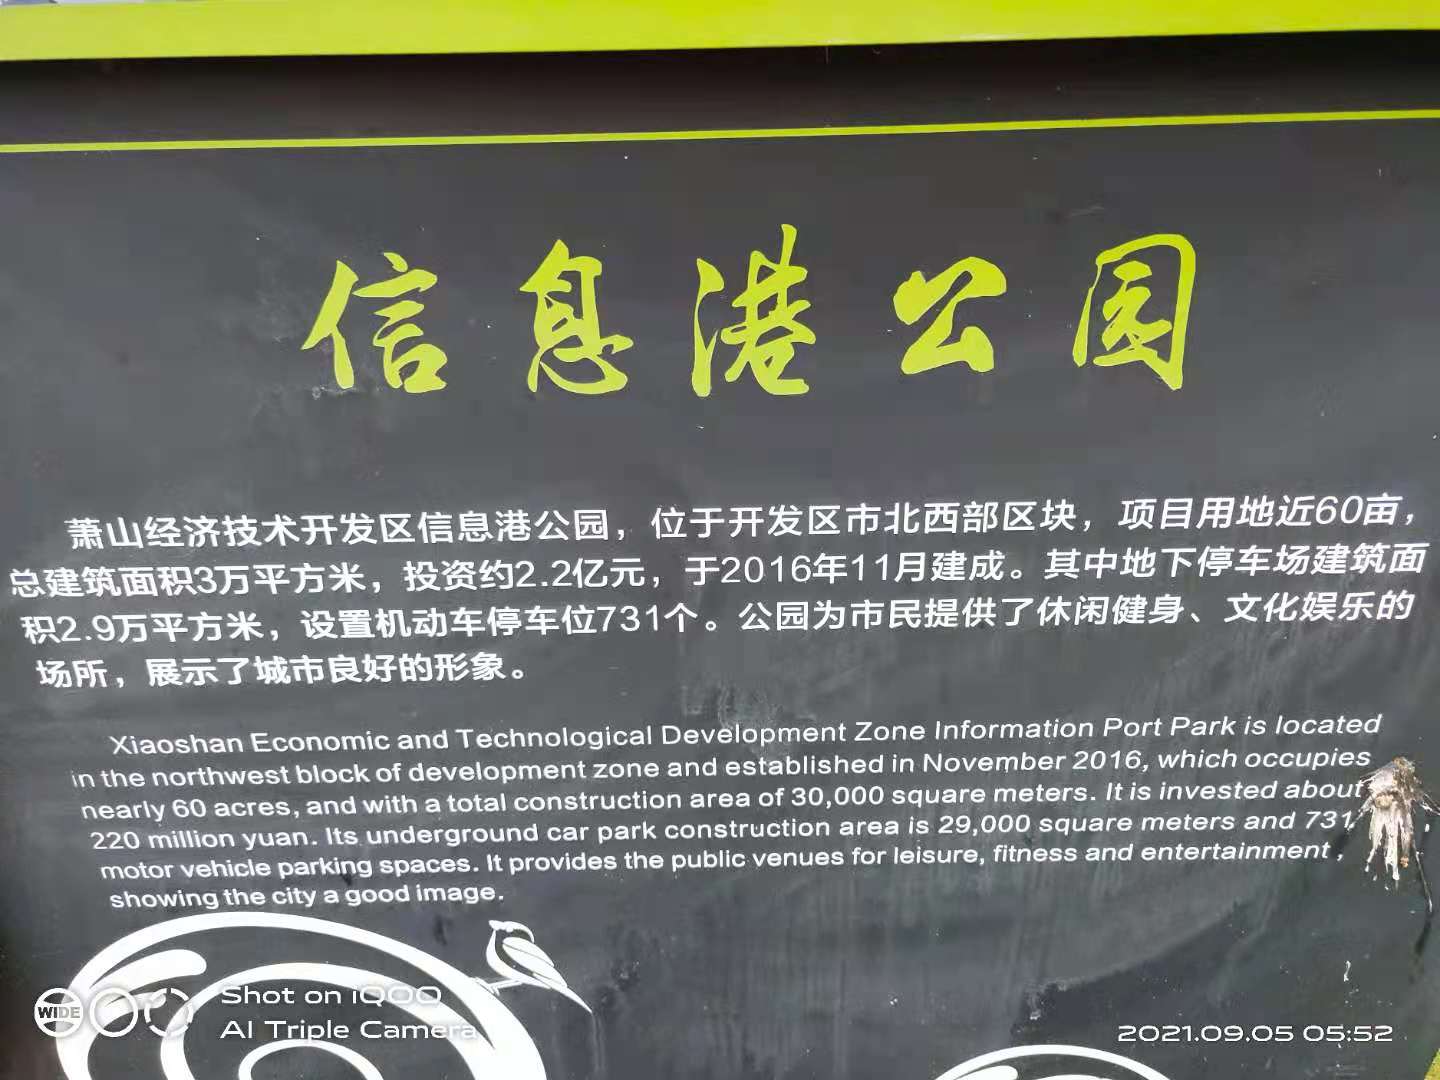 信息港公园
萧山经济技术开发区信息港公园，位于开发区市北西部区块，项目用地近60亩，
总建筑面积3万平方米，投资约2.2亿元，于2016年11月建成。其中地下停车场建筑面
积2.9万平方米，设置机动车停车位731个。公园为市民提供了休闲健身、文化娱乐的
场所，展示了城市良好的形象。
Xiaoshan Economic and Technological Development Zone Information Port Park is located
in the northwest block of development zone and established in November 2016, which occupies
nearly 60 acres, and with a total construction area of 30,000 square meters. It is invested about
220 million yuan. Its underground car park construction area is 29,000 square meters and 731
motor vehicle parking spaces. It provides the public venues for leisure, fitness and entertainment ,
showing the city a good image.
WIDE
Shot on iQOO
AI Triple Camera
2021.09.05 05:52